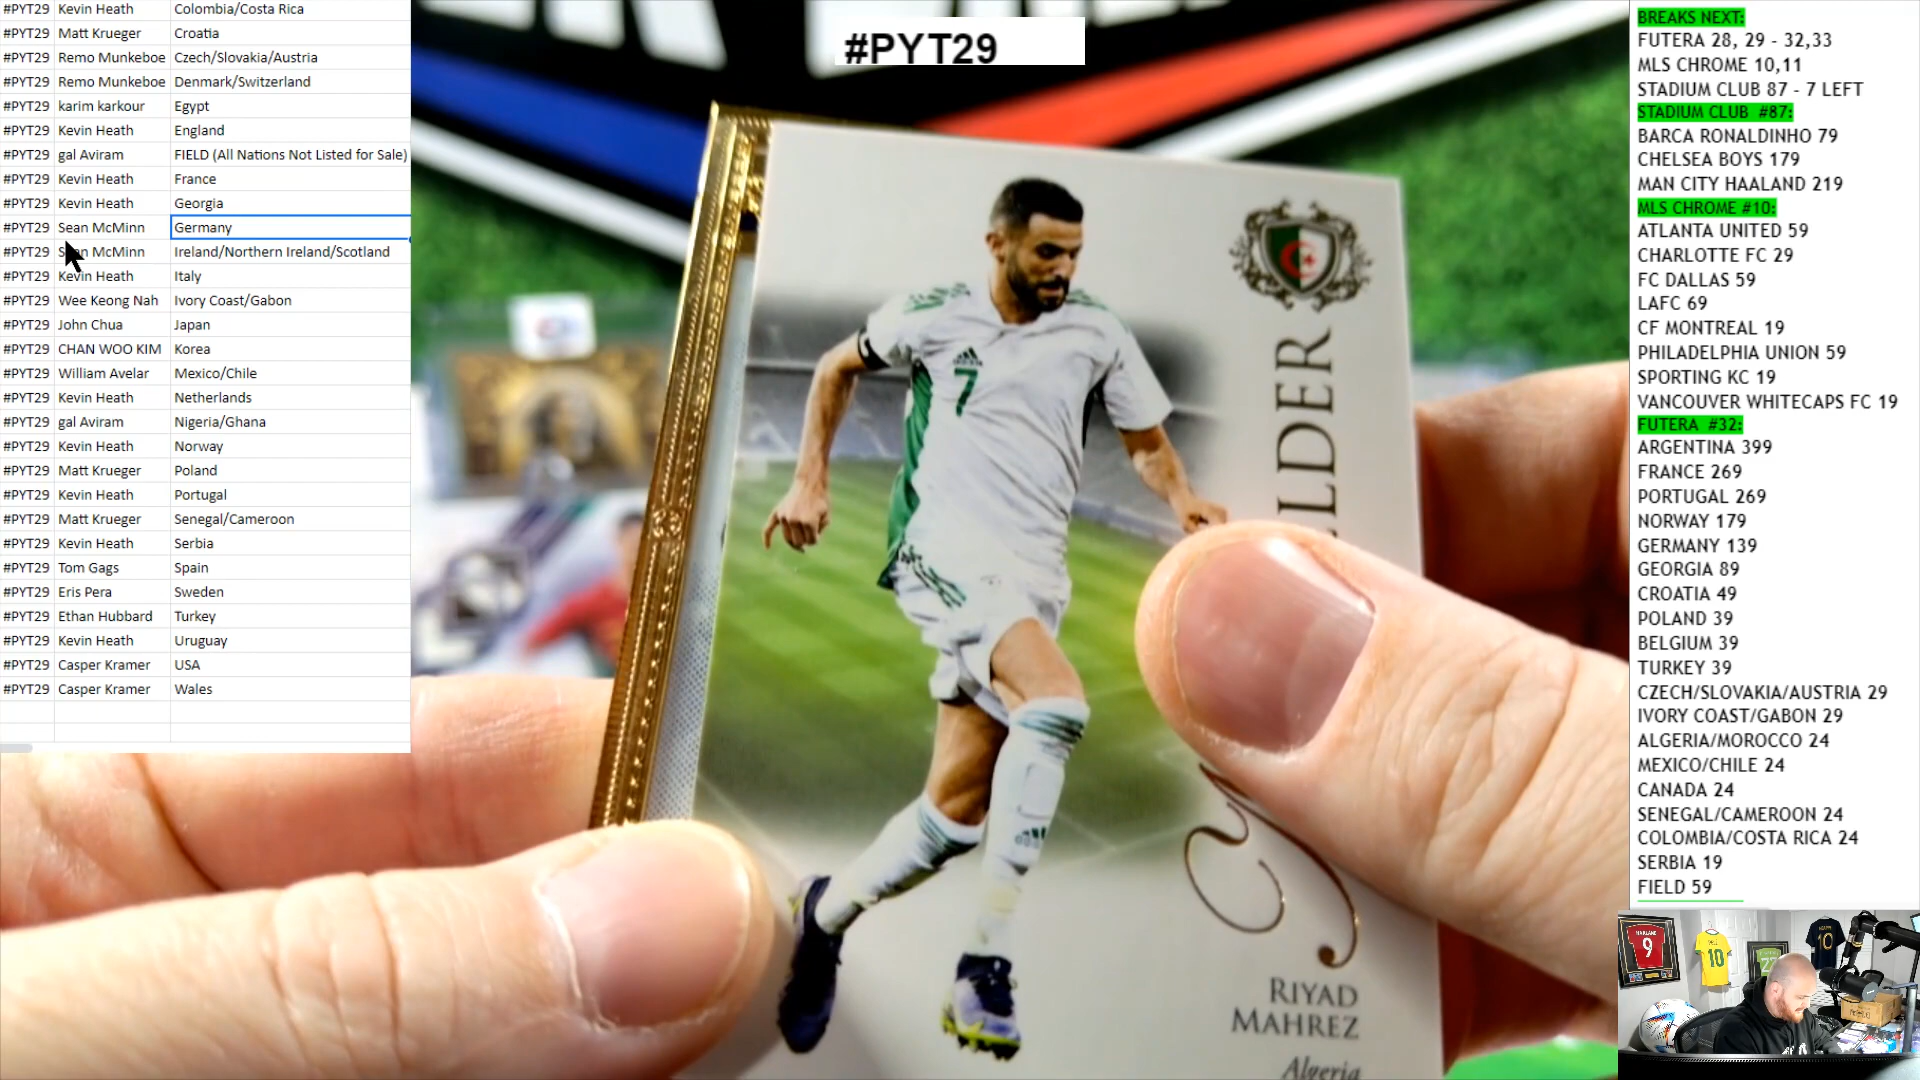 #PYT29 Kevin Heath Colombia/Costa Rica
#PYT29 Matt Krueger Croatia
#PYT29 Remo Munkeboe Czech/Slovakia/Austria
#PYT29 Remo Munkeboe Denmark/Switzerland
#PYT29 karim karkour Egypt
#PYT29 Kevin Heath England
#PYT29 gal Aviram FIELD (All Nations Not Listed for Sale)
#PYT29 Kevin Heath France
#PYT29 Kevin Heath Georgia
#PYT29 Sean McMinn Germany
#PYT29 Sean McMinn Ireland/Northern Ireland/Scotland
#PYT29 Kevin Heath Italy
#PYT29 Wee Keong Nah Ivory Coast/Gabon
#PYT29 John Chua Japan
#PYT29 CHAN WOO KIM Korea
#PYT29 William Avelar Mexico/Chile
#PYT29 Kevin Heath Netherlands
#PYT29 gal Aviram Nigeria/Ghana
#PYT29 Kevin Heath Norway
#PYT29 Matt Krueger Poland
#PYT29 Kevin Heath Portugal
#PYT29 Matt Krueger Senegal/Cameroon
#PYT29 Kevin Heath Serbia
#PYT29 Tom Gags Spain
#PYT29 Eris Pera Sweden
#PYT29 Ethan Hubbard Turkey
#PYT29 Kevin Heath Uruguay
#PYT29 Casper Kramer USA
#PYT29 Casper Kramer Wales
#PYT29
7
RIYAD
MAHREZ
Algeria
BREAKS NEXT:
FUTERA 28, 29 - 32,33
MLS CHROME 10,11
STADIUM CLUB 87 - 7 LEFT
STADIUM CLUB #87:
BARCA RONALDINHO 79
CHELSEA BOYS 179
MAN CITY HAALAND 219
MLS CHROME #10:
ATLANTA UNITED 59
CHARLOTTE FC 29
FC DALLAS 59
LAFC 69
CF MONTREAL 19
PHILADELPHIA UNION 59
SPORTING KC 19
VANCOUVER WHITECAPS FC 19
FUTERA #32:
ARGENTINA 399
FRANCE 269
PORTUGAL 269
NORWAY 179
GERMANY 139
GEORGIA 89
CROATIA 49
POLAND 39
BELGIUM 39
TURKEY 39
CZECH/SLOVAKIA/AUSTRIA 29
IVORY COAST/GABON 29
ALGERIA/MOROCCO 24
MEXICO/CHILE 24
CANADA 24
SENEGAL/CAMEROON 24
COLOMBIA/COSTA RICA 24
SERBIA 19
FIELD 59
9
10
10